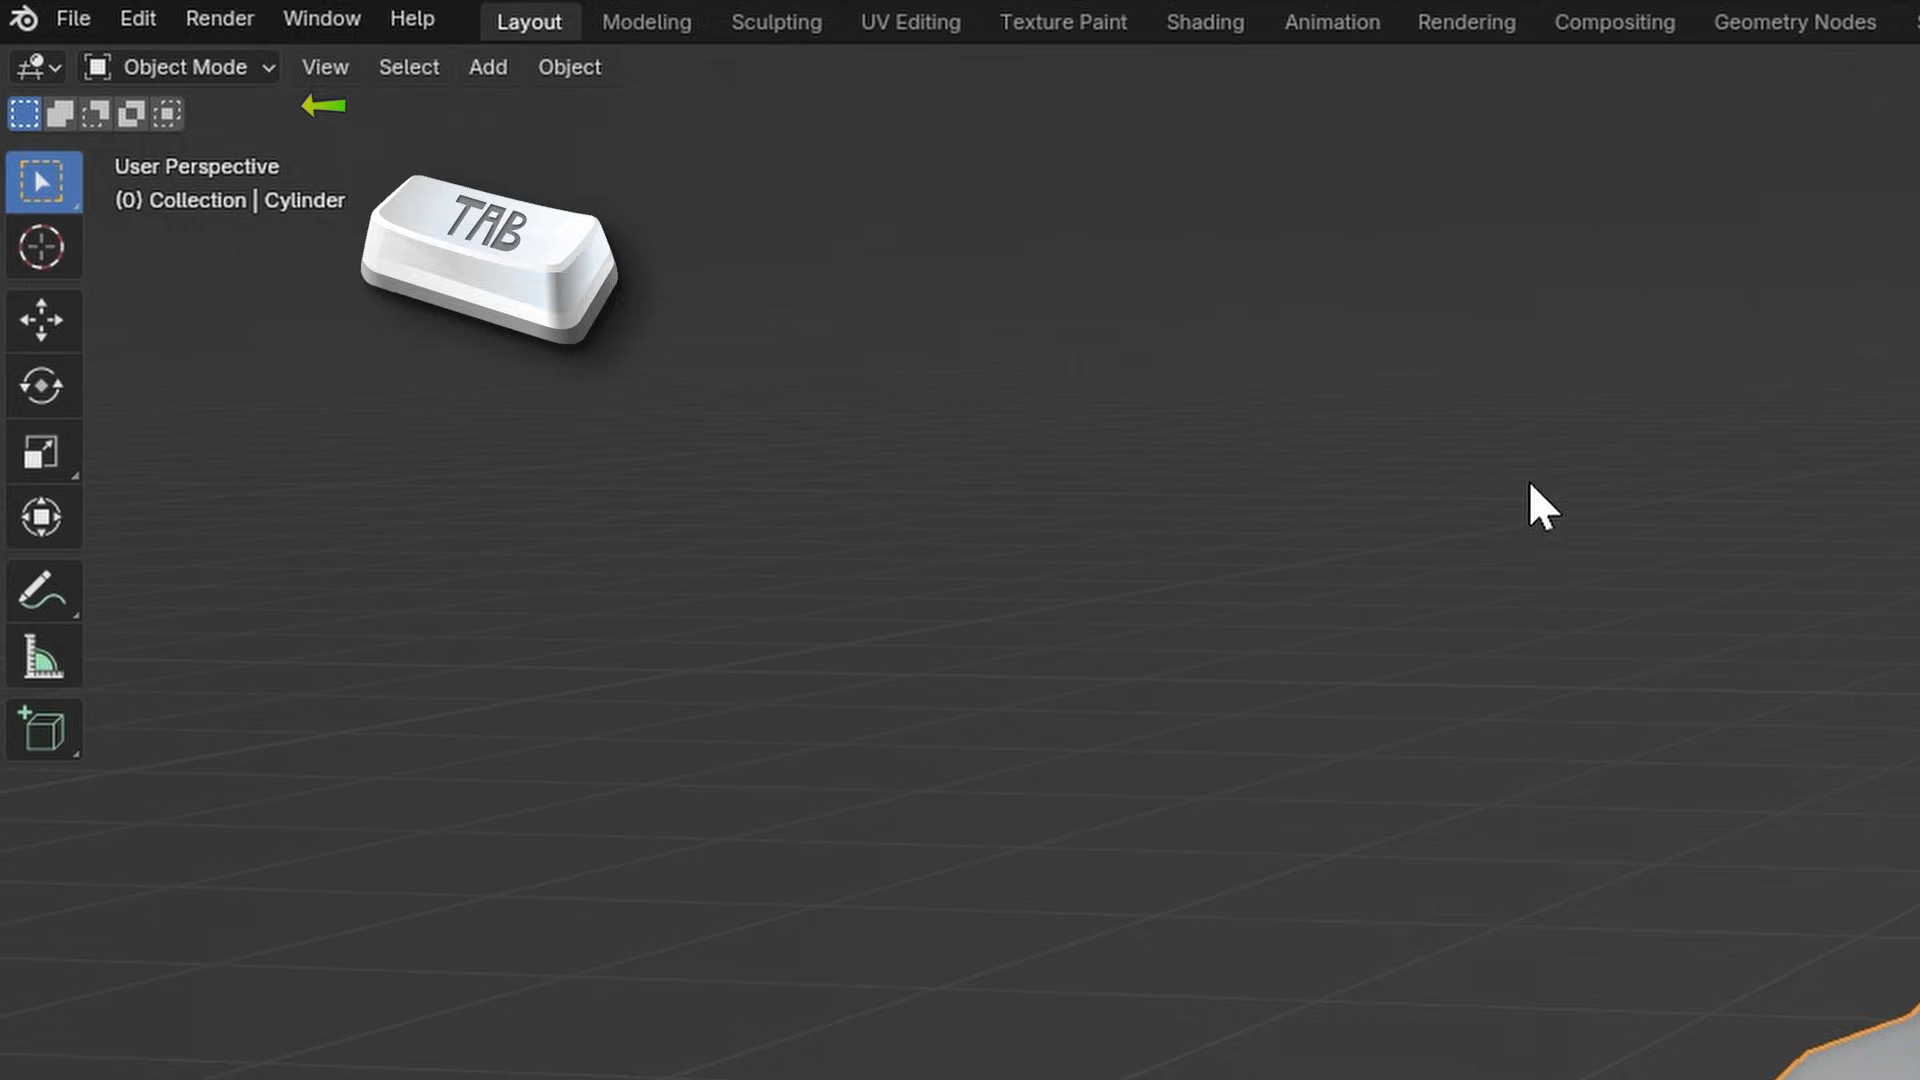 File Edit Render Window Help Layout Modeling Sculpting UV Editing Texture Paint Shading Animation Rendering Compositing Geometry Nodes
Object Mode View Select Add Object
User Perspective
(0) Collection | Cylinder
TAB